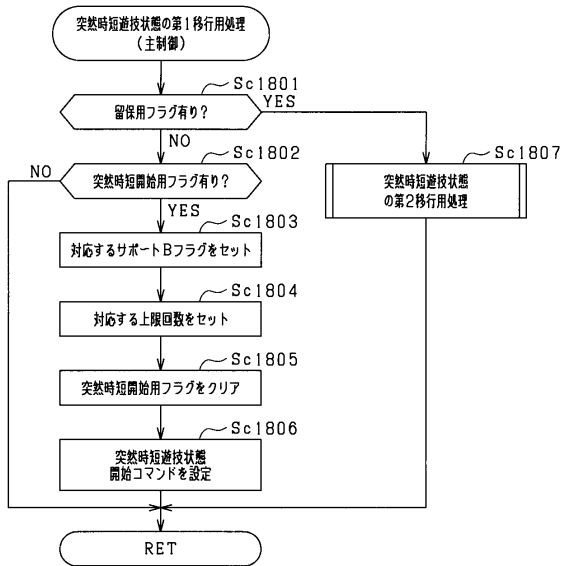 突然時短遊技状態の第1移行用処理
(主制御)
Sc1801
留保用フラグ有り?
YES
NO
Sc1802
NO
突然時短開始用フラグ有り?
Sc1807
突然時短遊技状態
の第2移行用処理
YES
Sc1803
対応するサポートBフラグをセット
Sc1804
対応する上限回数をセット
Sc1805
突然時短開始用フラグをクリア
Sc1806
突然時短遊技状態
開始コマンドを設定
RET